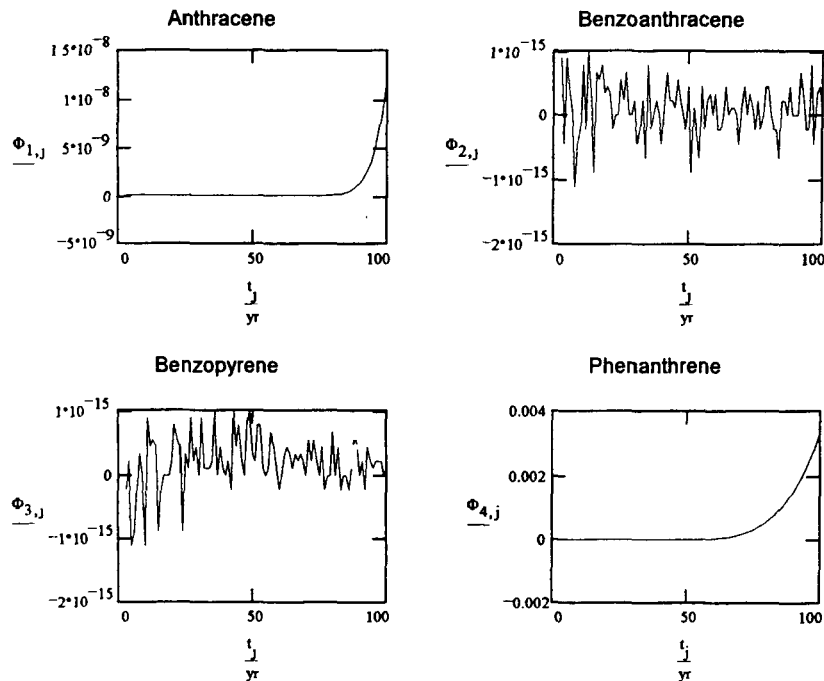 Anthracene
1 5*10⁻⁸
1*10⁻⁸
5*10⁻⁹
0
−5*10⁻⁹
Φ1,j
0 50 100
tj
yr
Benzoanthracene
1*10⁻¹⁵
0
−1*10⁻¹⁵
−2*10⁻¹⁵
Φ2,j
0 50 100
tj
yr
Benzopyrene
1*10⁻¹⁵
0
−1*10⁻¹⁵
−2*10⁻¹⁵
Φ3,j
0 50 100
tj
yr
Phenanthrene
0.004
0.002
0
−0.002
Φ4,j
0 50 100
tj
yr